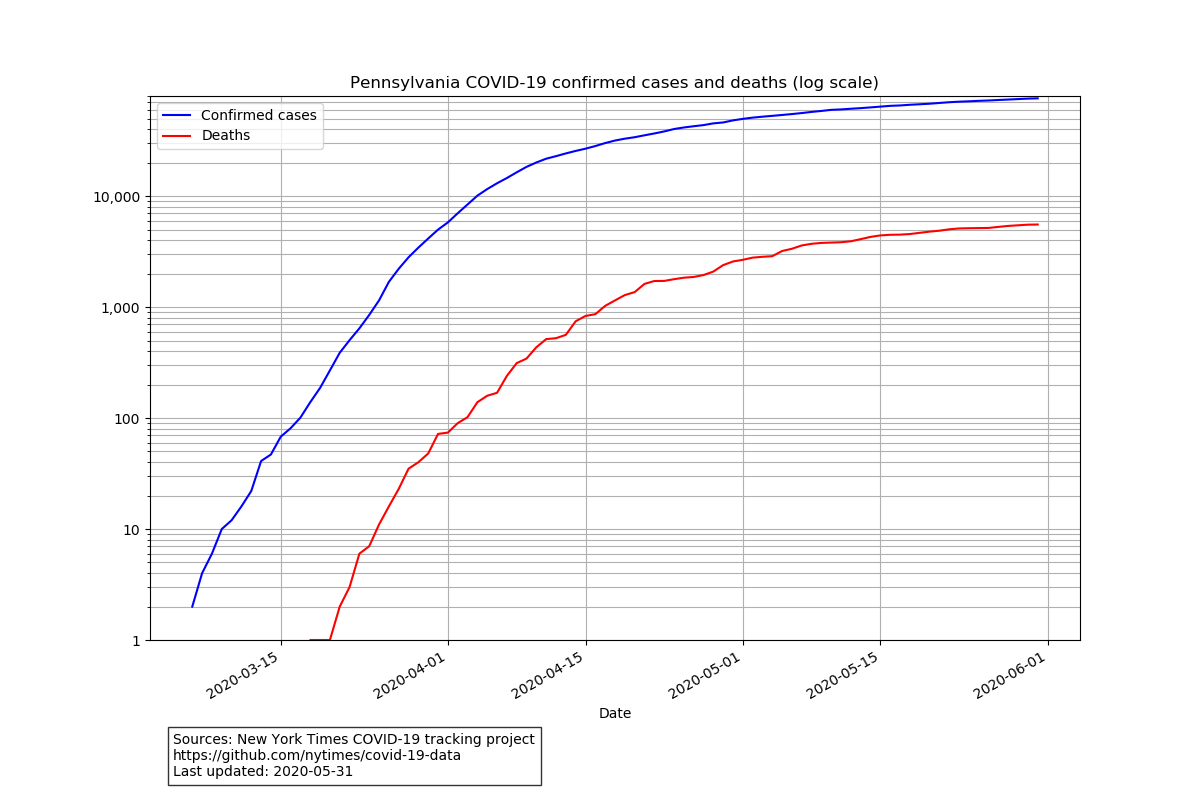 Pennsylvania COVID-19 confirmed cases and deaths (log scale)
Confirmed cases
Deaths
10,000
1,000
100
10
1
2020-03-15
2020-04-01
2020-04-15
2020-05-01
2020-05-15
2020-06-01
Date
Sources: New York Times COVID-19 tracking project
https://github.com/nytimes/covid-19-data
Last updated: 2020-05-31